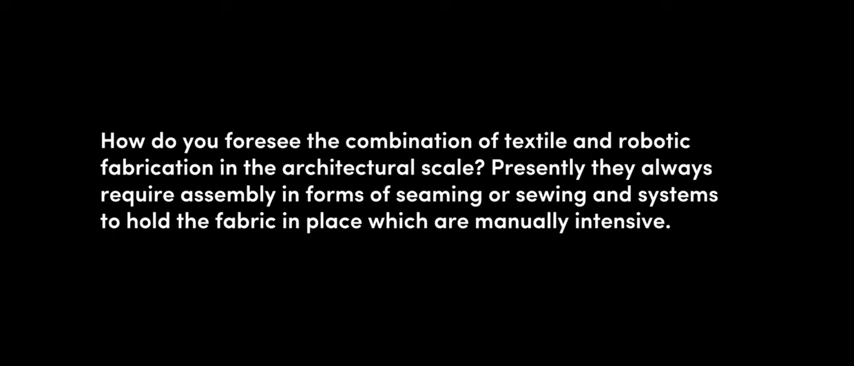 How do you foresee the combination of textile and robotic
fabrication in the architectural scale? Presently they always
require assembly in forms of seaming or sewing and systems
to hold the fabric in place which are manually intensive.